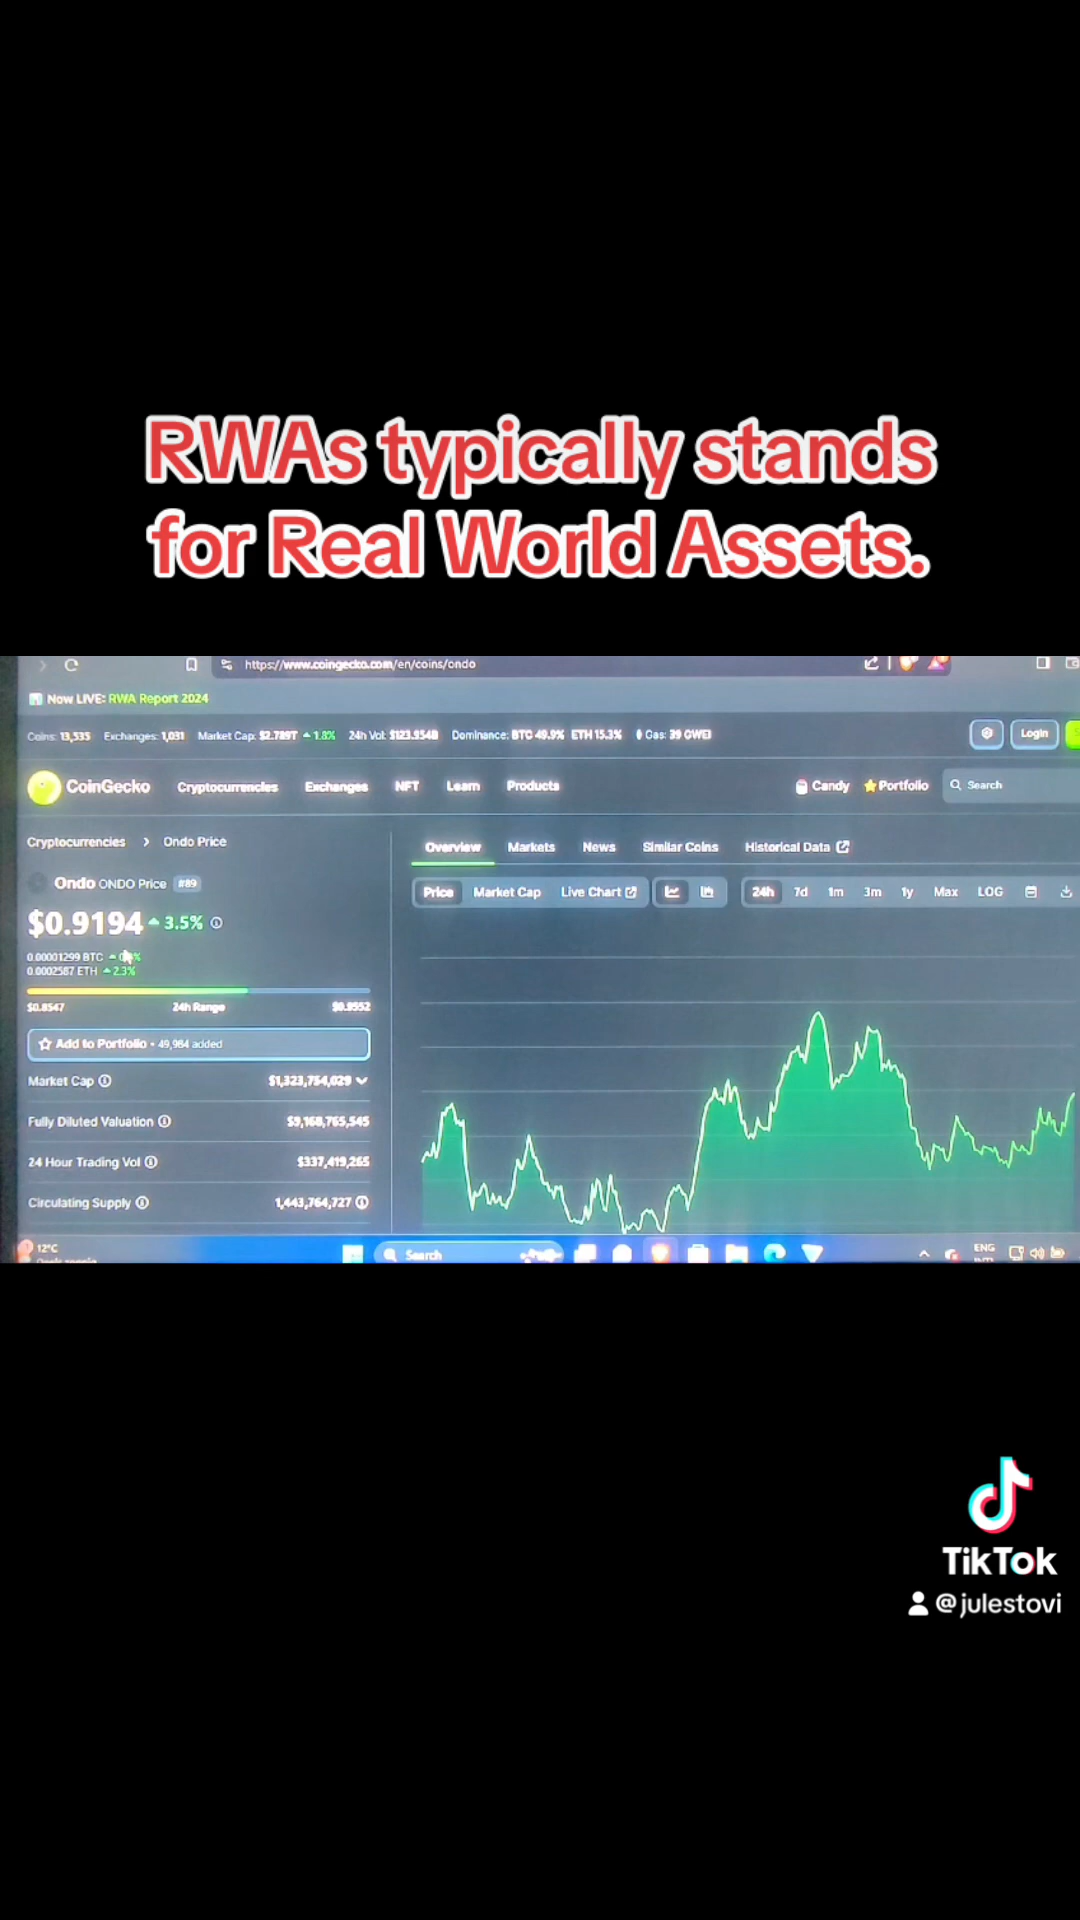 RWAs typically stands
for Real World Assets.
https://www.coingecko.com/en/coins/ondo
Now LIVE: RWA Report 2024
Coins: 13,535 Exchanges: 1,031 Market Cap: $2.789T 1.8% 24h Vol: $123.954B Dominance: BTC 49.9% ETH 15.3% Gas: 39 GWEI
Login
CoinGecko Cryptocurrencies Exchanges NFT Learn Products Candy Portfolio Search
Cryptocurrencies > Ondo Price
Overview Markets News Similar Coins Historical Data
Ondo ONDO Price #89
Price Market Cap Live Chart 24h 7d 1m 3m 1y Max LOG
$0.9194 3.5%
0.00001299 BTC
0.0002587 ETH 2.3%
$0.8547 24h Range $0.9552
Add to Portfolio • 49,984 added
Market Cap $1,323,754,029
Fully Diluted Valuation $9,168,765,545
24 Hour Trading Vol $337,419,265
Circulating Supply 1,443,764,727
12°C
Search
ENG
TikTok
@julestovi